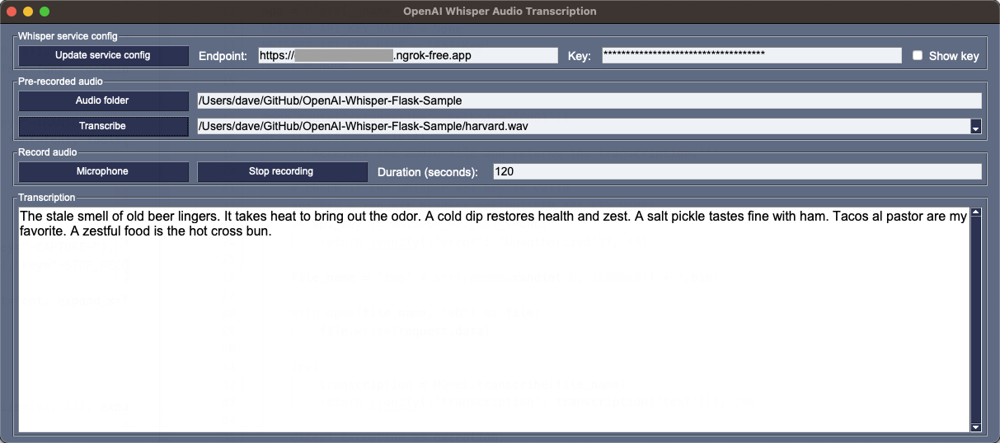 OpenAI Whisper Audio Transcription
Whisper service config
Update service config Endpoint: https:// .ngrok-free.app Key: ************************************ Show key
Pre-recorded audio
Audio folder /Users/dave/GitHub/OpenAI-Whisper-Flask-Sample
Transcribe /Users/dave/GitHub/OpenAI-Whisper-Flask-Sample/harvard.wav
Record audio
Microphone Stop recording Duration (seconds): 120
Transcription
The stale smell of old beer lingers. It takes heat to bring out the odor. A cold dip restores health and zest. A salt pickle tastes fine with ham. Tacos al pastor are my
favorite. A zestful food is the hot cross bun.